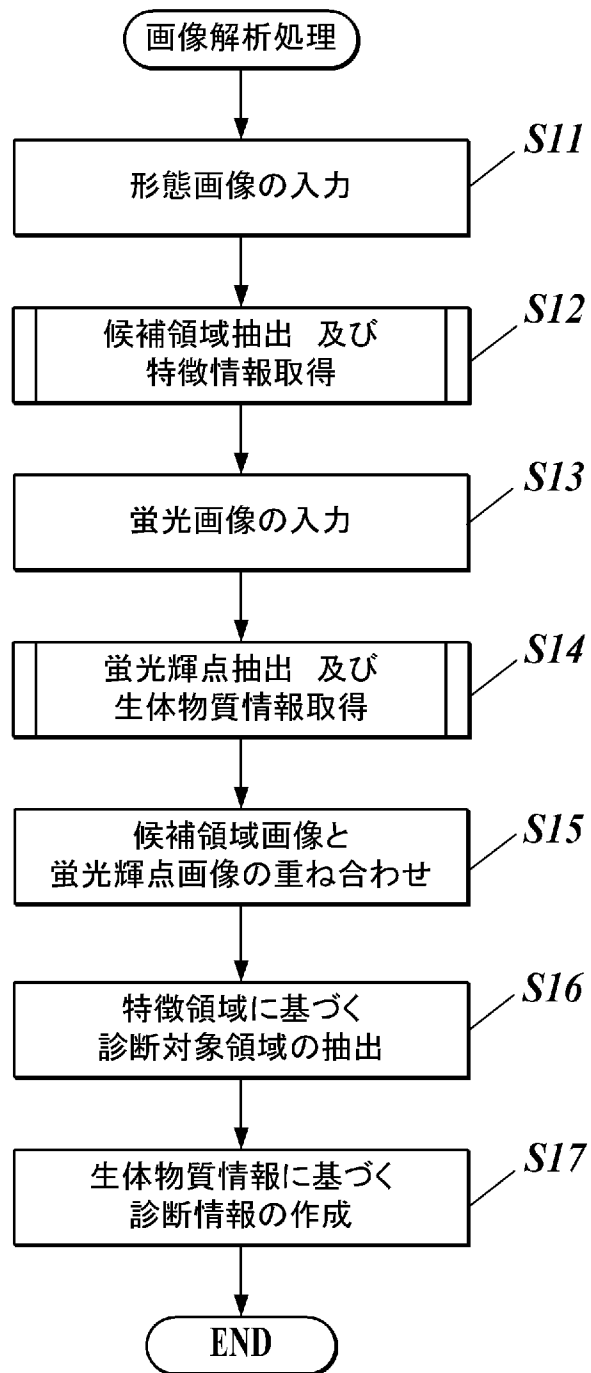 画像解析処理
S11
形態画像の入力
S12
候補領域抽出 及び
特徴情報取得
S13
蛍光画像の入力
S14
蛍光輝点抽出 及び
生体物質情報取得
S15
候補領域画像と
蛍光輝点画像の重ね合わせ
S16
特徴領域に基づく
診断対象領域の抽出
S17
生体物質情報に基づく
診断情報の作成
END